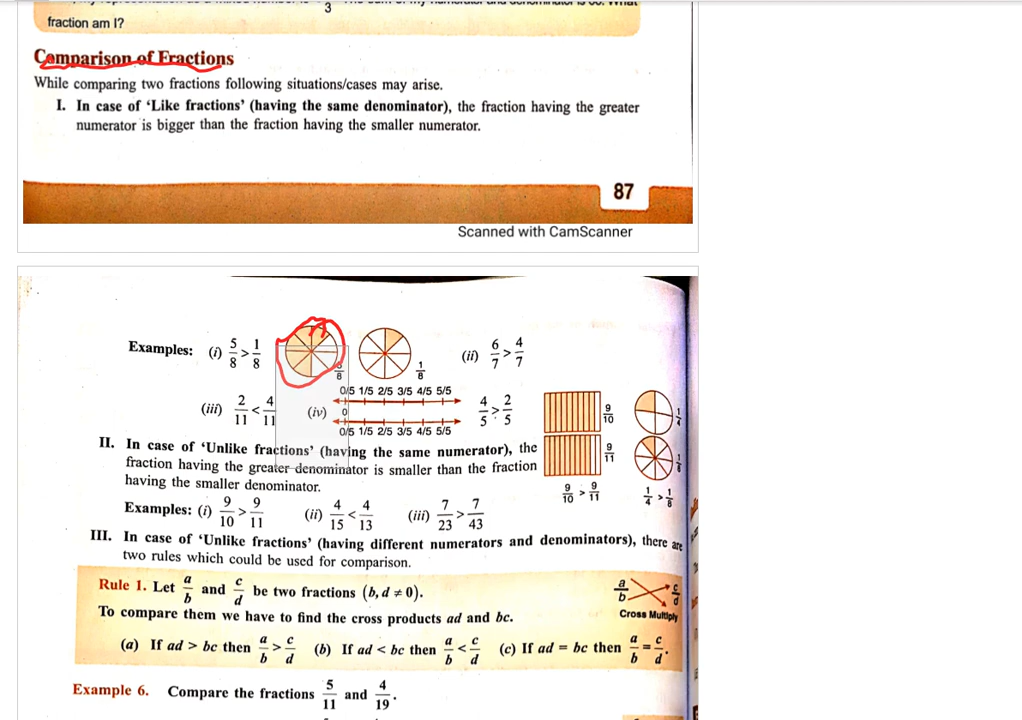 3
fraction am I?
Comparison of Fractions
While comparing two fractions following situations/cases may arise.
I. In case of 'Like fractions' (having the same denominator), the fraction having the greater
numerator is bigger than the fraction having the smaller numerator.
87
Scanned with CamScanner
Examples: (i) 5/8 > 1/8 5/8 1/8 (ii) 6/7 > 4/7
0/5 1/5 2/5 3/5 4/5 5/5
(iii) 2/11 < 4/11 (iv) 0 4/5 > 2/5 9/10 1/4
0/5 1/5 2/5 3/5 4/5 5/5
II. In case of 'Unlike fractions' (having the same numerator), the 9/11 1/8
fraction having the greater denominator is smaller than the fraction
having the smaller denominator. 9/10 > 9/11 1/4 > 1/8
Examples: (i) 9/10 > 9/11 (ii) 4/15 < 4/13 (iii) 7/23 > 7/43
III. In case of 'Unlike fractions' (having different numerators and denominators), there are
two rules which could be used for comparison.
Rule 1. Let a/b and c/d be two fractions (b, d ≠ 0). a/b c/d
To compare them we have to find the cross products ad and bc. Cross Multiply
(a) If ad > bc then a/b > c/d (b) If ad < bc then a/b < c/d (c) If ad = bc then a/b = c/d.
Example 6. Compare the fractions 5/11 and 4/19.